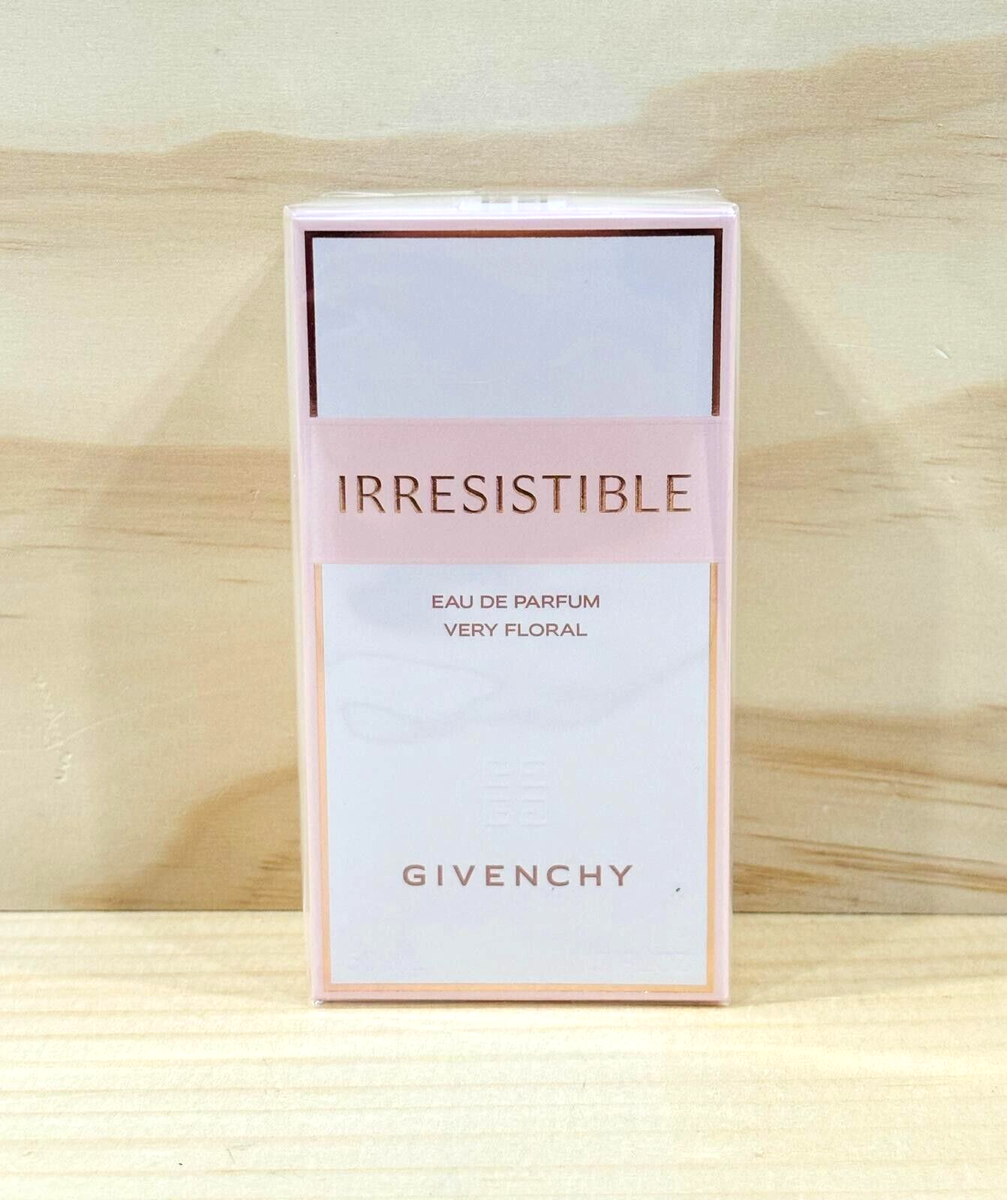 IRRESISTIBLE
EAU DE PARFUM
VERY FLORAL
GIVENCHY